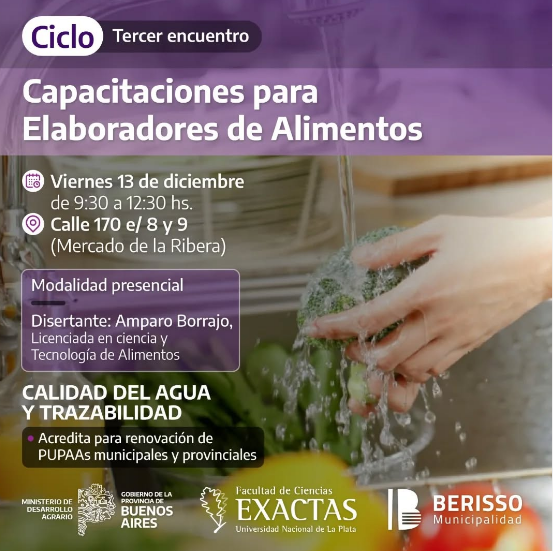 Ciclo Tercer encuentro
Capacitaciones para
Elaboradores de Alimentos
Viernes 13 de diciembre
de 9:30 a 12:30 hs.
Calle 170 e/ 8 y 9
(Mercado de la Ribera)
Modalidad presencial
Disertante: Amparo Borrajo,
Licenciada en ciencia y
Tecnología de Alimentos
CALIDAD DEL AGUA
Y TRAZABILIDAD
• Acredita para renovación de
PUPAAs municipales y provinciales
MINISTERIO DE
DESARROLLO
AGRARIO
GOBIERNO DE LA
PROVINCIA DE
BUENOS
AIRES
Facultad de Ciencias
EXACTAS
Universidad Nacional de La Plata
BERISSO
Municipalidad